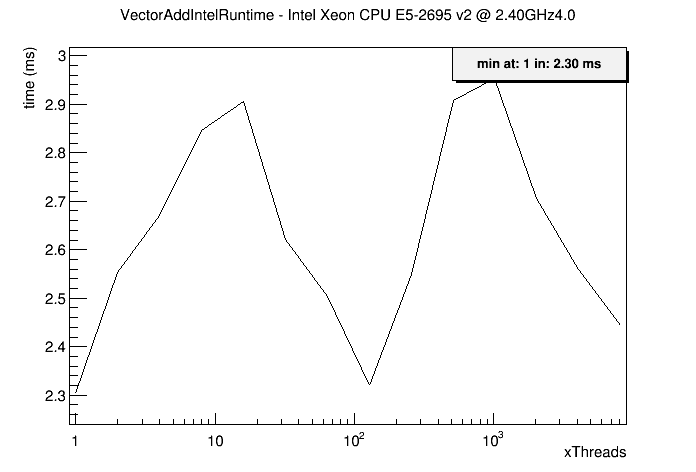 VectorAddIntelRuntime - Intel Xeon CPU E5-2695 v2 @ 2.40GHz4.0
time (ms)
min at: 1 in: 2.30 ms
3
2.9
2.8
2.7
2.6
2.5
2.4
2.3
1 10 10² 10³
xThreads